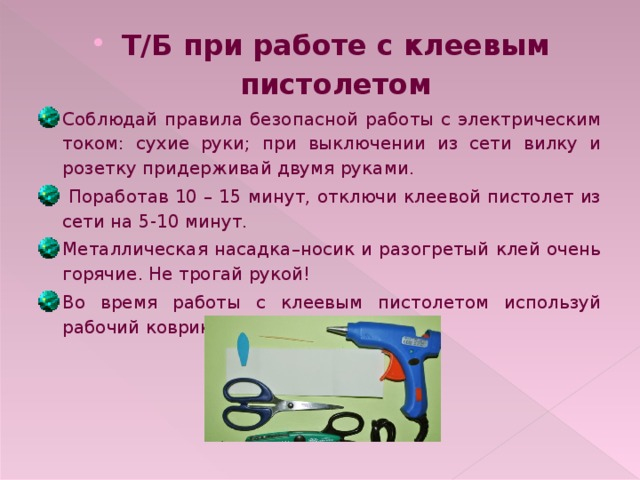 Т/Б при работе с клеевым
пистолетом
Соблюдай правила безопасной работы с электрическим
током: сухие руки; при выключении из сети вилку и
розетку придерживай двумя руками.
Поработав 10 – 15 минут, отключи клеевой пистолет из
сети на 5-10 минут.
Металлическая насадка–носик и разогретый клей очень
горячие. Не трогай рукой!
Во время работы с клеевым пистолетом используй
рабочий коврик